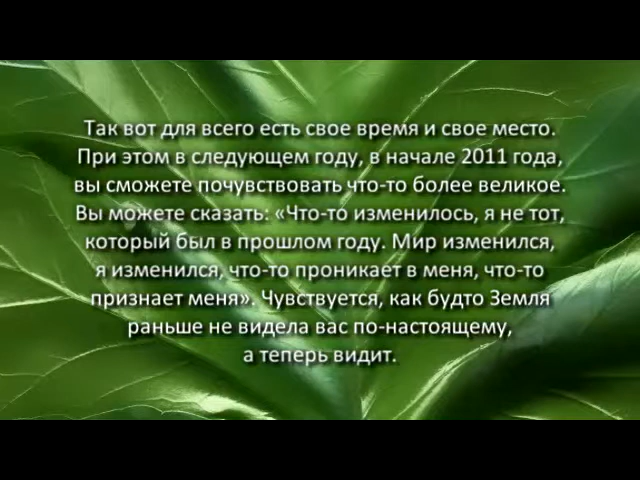 Так вот для всего есть свое время и свое место.
При этом в следующем году, в начале 2011 года,
вы сможете почувствовать что-то более великое.
Вы можете сказать: «Что-то изменилось, я не тот,
который был в прошлом году. Мир изменился,
я изменился, что-то проникает в меня, что-то
признает меня». Чувствуется, как будто Земля
раньше не видела вас по-настоящему,
а теперь видит.